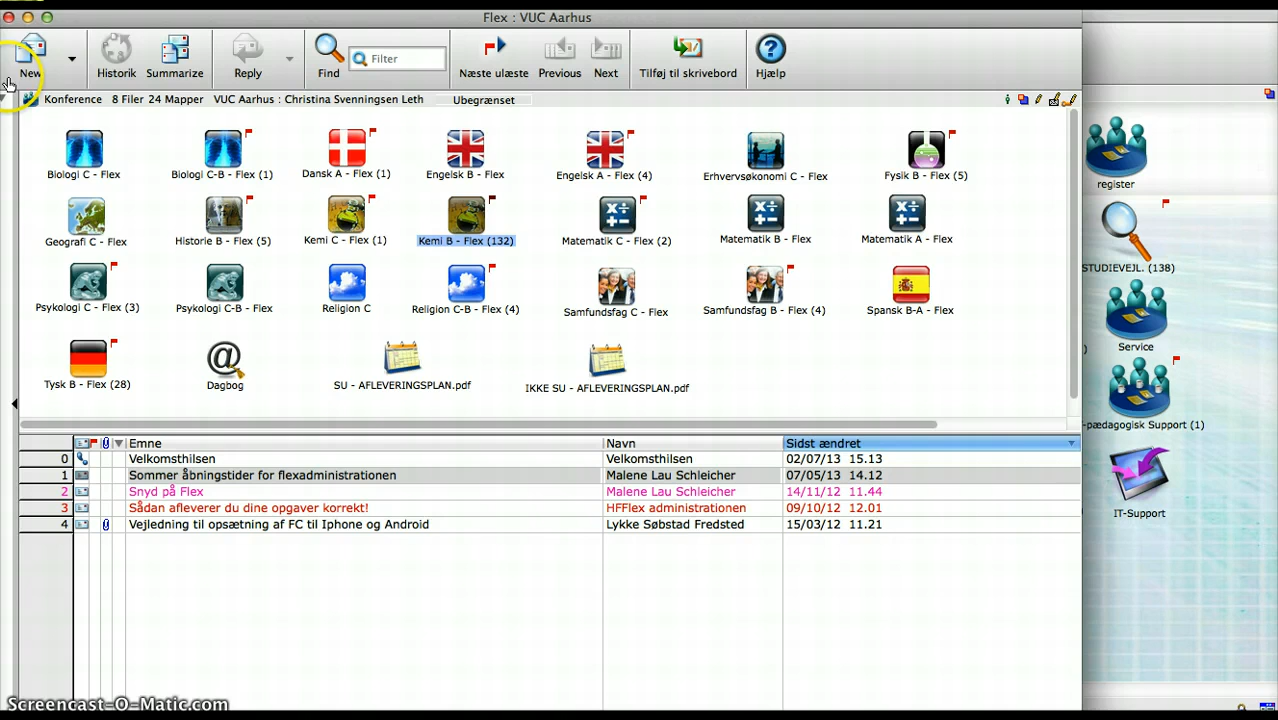 Flex : VUC Aarhus
New Historik Summarize Reply Find Filter Næste ulæste Previous Next Tilføj til skrivebord Hjælp
Konference 8 Filer 24 Mapper VUC Aarhus : Christina Svenningsen Leth Ubegrænset
Biologi C - Flex Biologi C-B - Flex (1) Dansk A - Flex (1) Engelsk B - Flex Engelsk A - Flex (4) Erhvervsøkonomi C - Flex Fysik B - Flex (5)
Geografi C - Flex Historie B - Flex (5) Kemi C - Flex (1) Kemi B - Flex (132) Matematik C - Flex (2) Matematik B - Flex Matematik A - Flex
Psykologi C - Flex (3) Psykologi C-B - Flex Religion C Religion C-B - Flex (4) Samfundsfag C - Flex Samfundsfag B - Flex (4) Spansk B-A - Flex
Tysk B - Flex (28) Dagbog SU - AFLEVERINGSPLAN.pdf IKKE SU - AFLEVERINGSPLAN.pdf
Emne Navn Sidst ændret
0 Velkomsthilsen Velkomsthilsen 02/07/13 15.13
1 Sommer åbningstider for flexadministrationen Malene Lau Schleicher 07/05/13 14.12
2 Snyd på Flex Malene Lau Schleicher 14/11/12 11.44
3 Sådan afleverer du dine opgaver korrekt! HFFlex administrationen 09/10/12 12.01
4 Vejledning til opsætning af FC til Iphone og Android Lykke Søbstad Fredsted 15/03/12 11.21
register
STUDIEVEJL. (138)
) Service
-pædagogisk Support (1)
IT-Support
Screencast-O-Matic.com